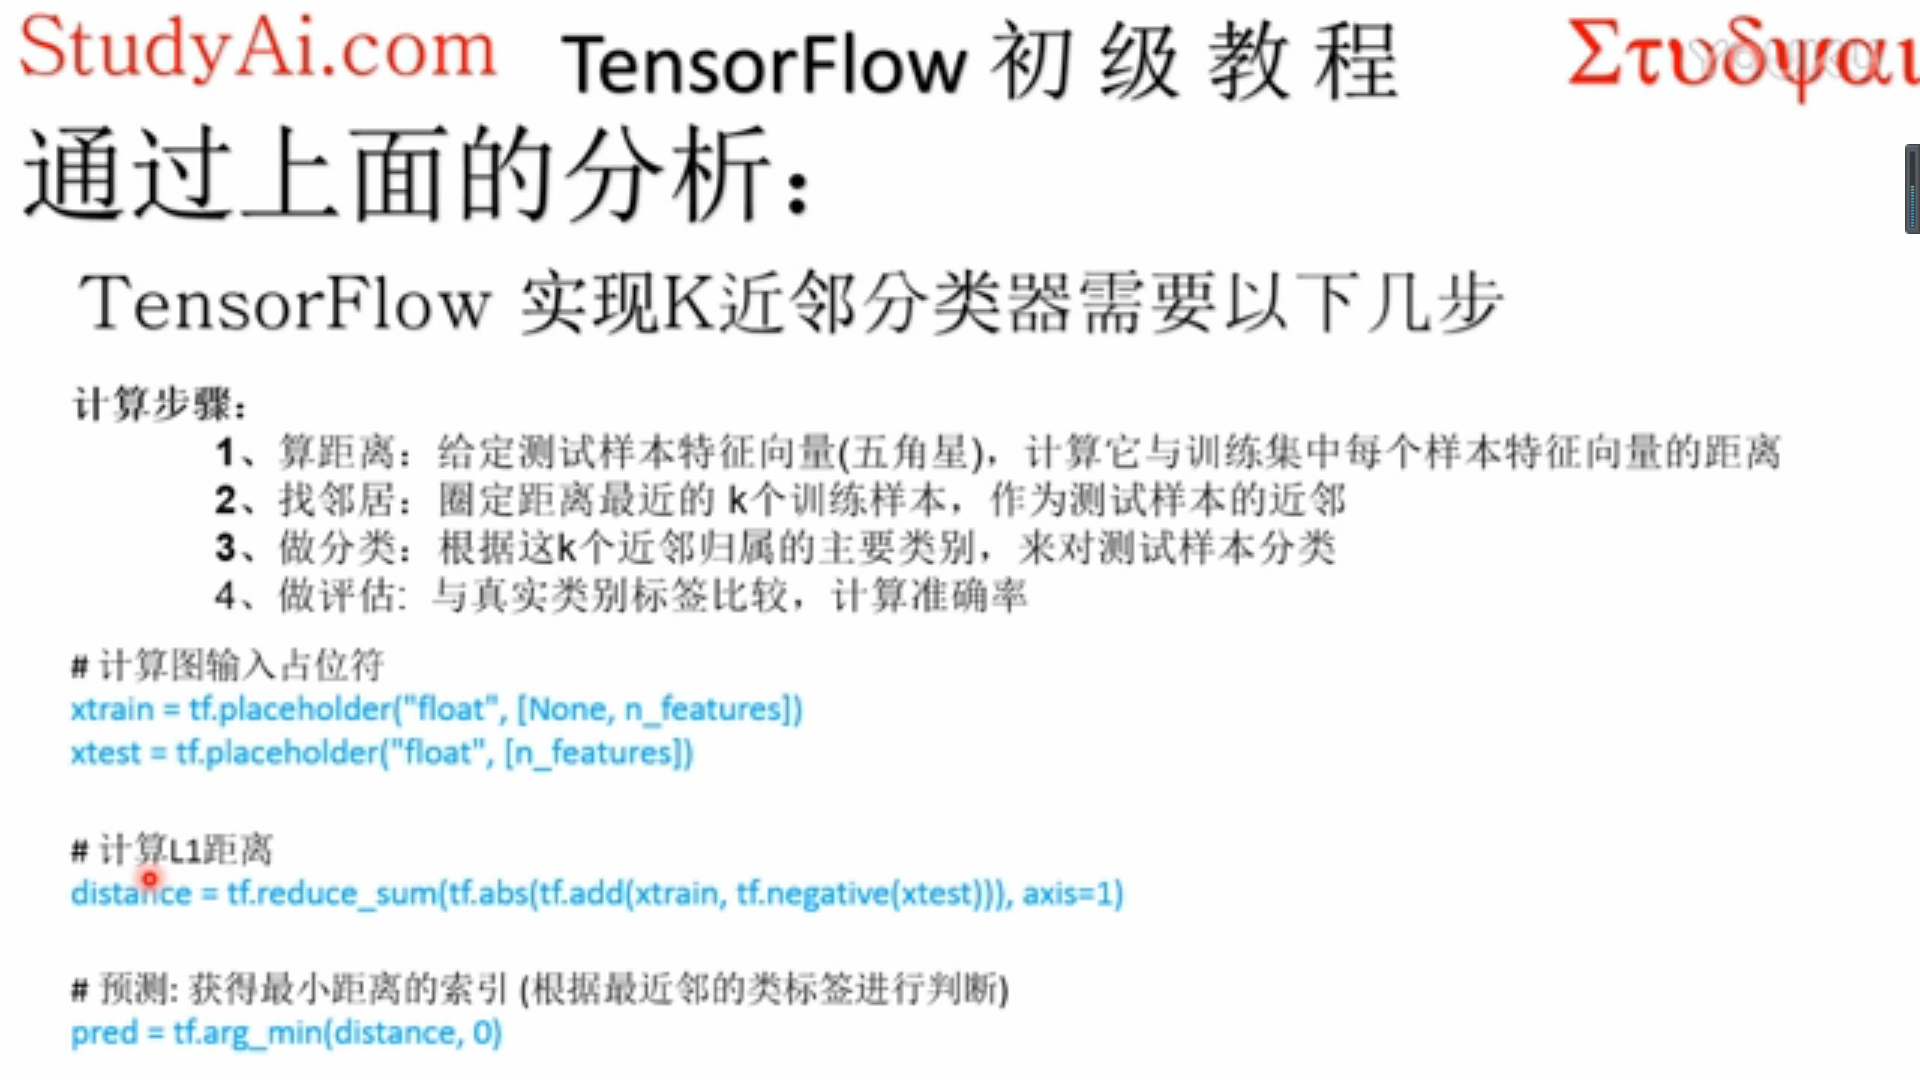 StudyAi.com TensorFlow 初级教程 Στυδψαι
通过上面的分析：
TensorFlow 实现K近邻分类器需要以下几步
计算步骤：
1、算距离：给定测试样本特征向量(五角星)，计算它与训练集中每个样本特征向量的距离
2、找邻居：圈定距离最近的 k个训练样本，作为测试样本的近邻
3、做分类：根据这k个近邻归属的主要类别，来对测试样本分类
4、做评估: 与真实类别标签比较，计算准确率
# 计算图输入占位符
xtrain = tf.placeholder("float", [None, n_features])
xtest = tf.placeholder("float", [n_features])
# 计算L1距离
distance = tf.reduce_sum(tf.abs(tf.add(xtrain, tf.negative(xtest))), axis=1)
# 预测: 获得最小距离的索引 (根据最近邻的类标签进行判断)
pred = tf.arg_min(distance, 0)